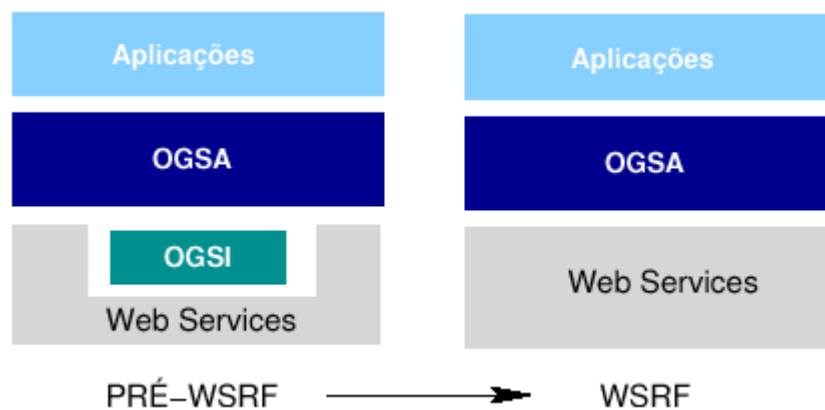 Aplicações
OGSA
OGSI
Web Services
PRÉ–WSRF
Aplicações
OGSA
Web Services
WSRF